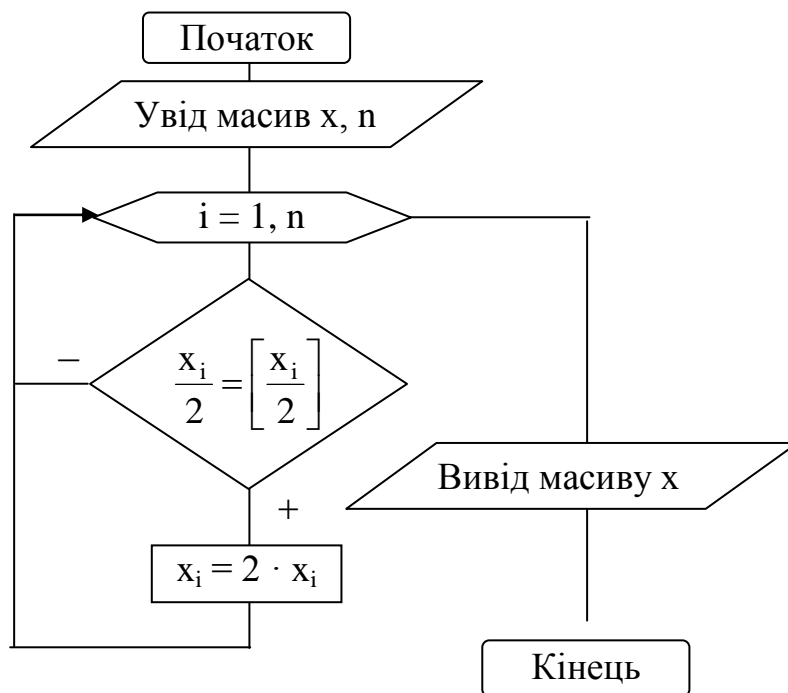 Початок
Увід масив x, n
i = 1, n
–
x_i/2 = [x_i/2]
+
x_i = 2 · x_i
Вивід масиву x
Кінець